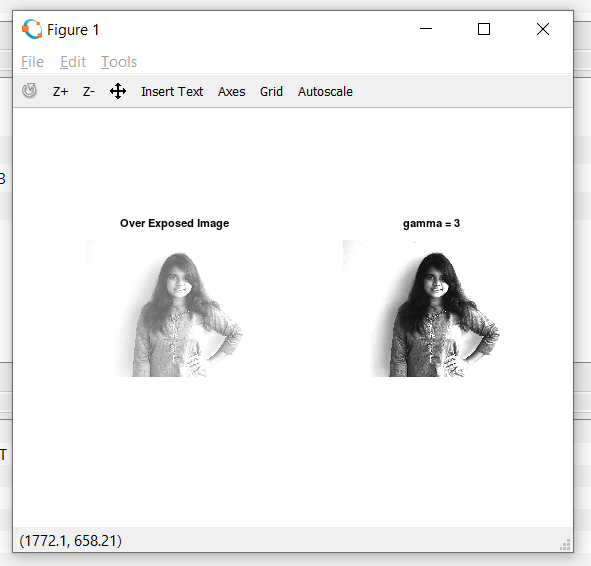 Figure 1
File Edit Tools
Z+ Z- Insert Text Axes Grid Autoscale
3
Over Exposed Image gamma = 3
T
(1772.1, 658.21)